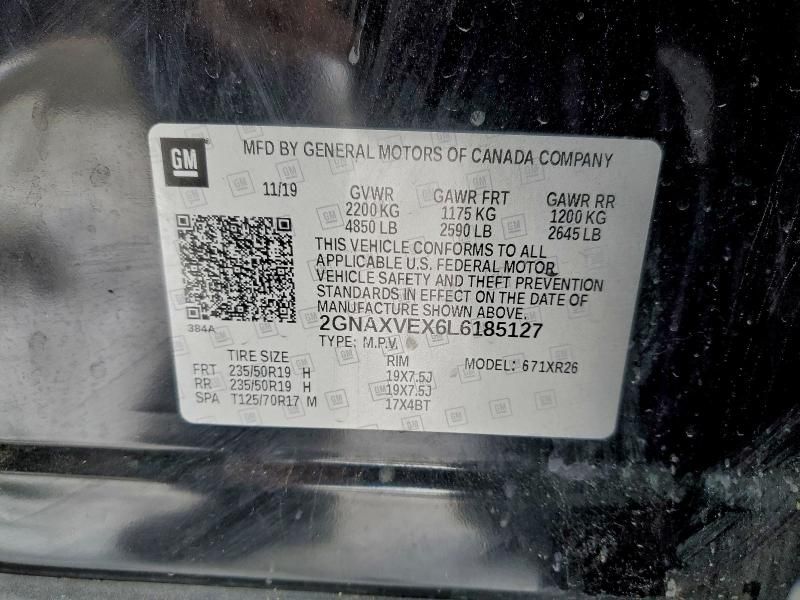 GM
MFD BY GENERAL MOTORS OF CANADA COMPANY
11/19 GVWR GAWR FRT GAWR RR
2200 KG 1175 KG 1200 KG
4850 LB 2590 LB 2645 LB
THIS VEHICLE CONFORMS TO ALL
APPLICABLE U.S. FEDERAL MOTOR
VEHICLE SAFETY AND THEFT PREVENTION
STANDARDS IN EFFECT ON THE DATE OF
MANUFACTURE SHOWN ABOVE.
384A
2GNAXVEX6L6185127
TYPE: M.P.V.
TIRE SIZE RIM MODEL: 671XR26
FRT 235/50R19 H 19X7.5J
RR 235/50R19 H 19X7.5J
SPA T125/70R17 M 17X4BT